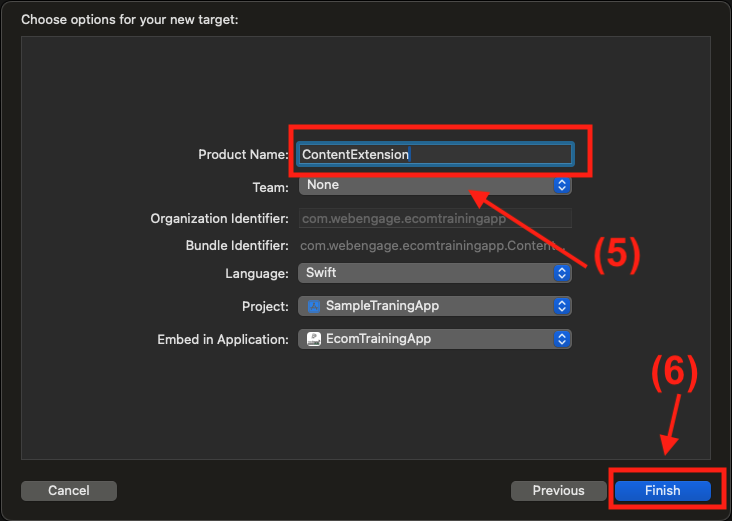 Choose options for your new target:
Product Name: ContentExtension
Team: None
Organization Identifier: com.webengage.ecomtrainingapp
Bundle Identifier: com.webengage.ecomtrainingapp.Content...
(5)
Language: Swift
Project: SampleTraningApp
Embed in Application: EcomTrainingApp
(6)
Cancel
Previous
Finish